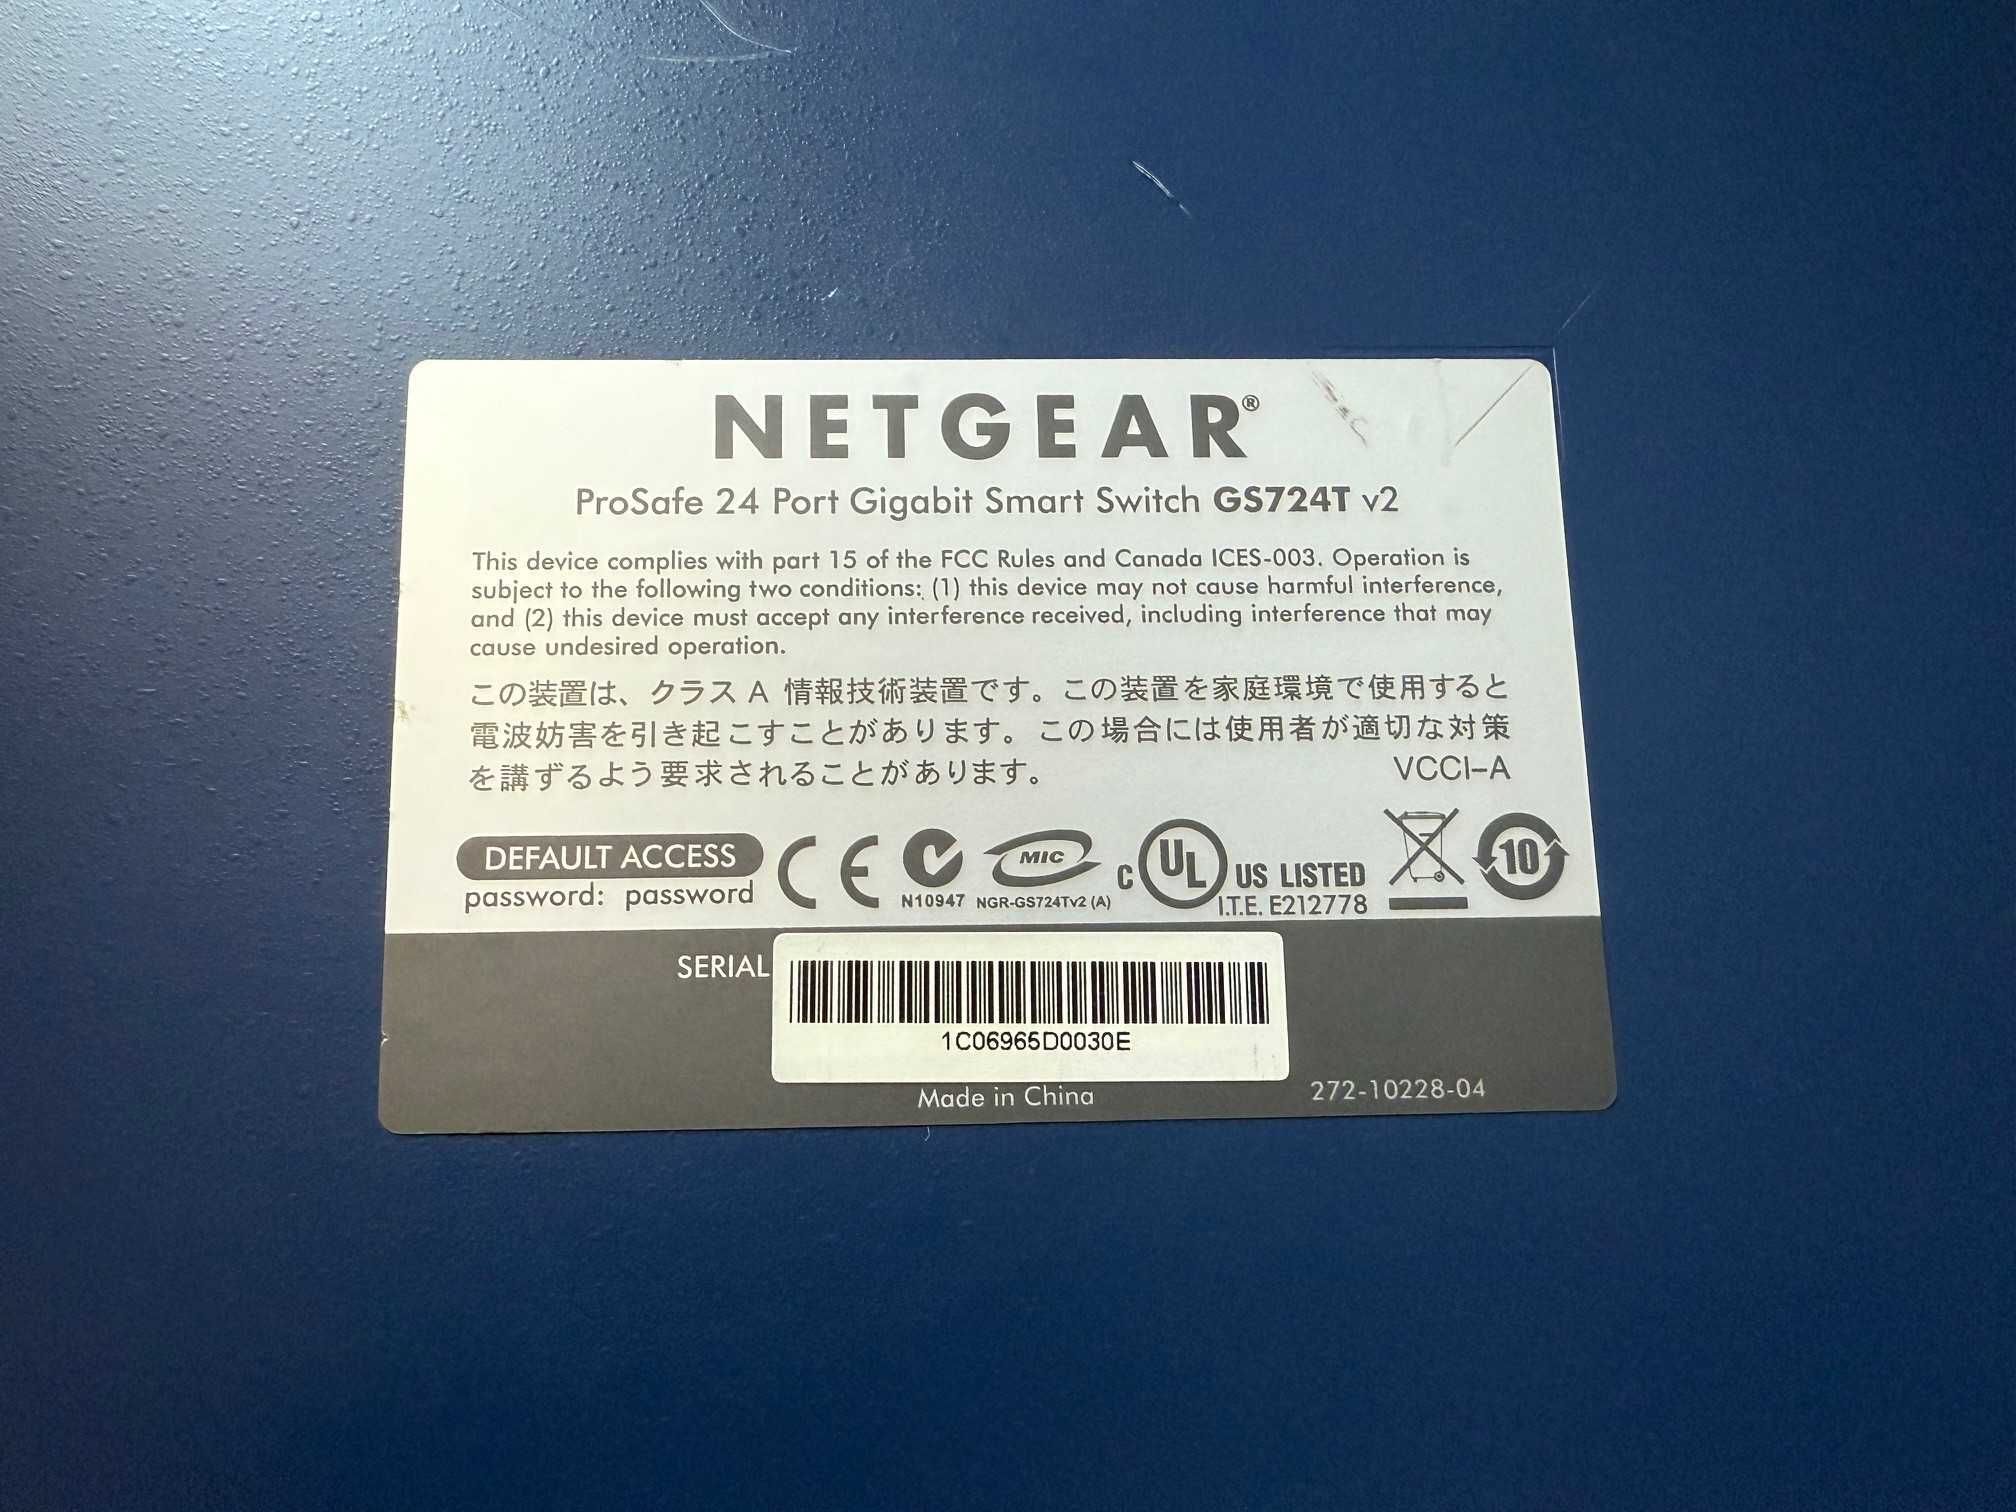 NETGEAR®
ProSafe 24 Port Gigabit Smart Switch GS724T v2
This device complies with part 15 of the FCC Rules and Canada ICES-003. Operation is
subject to the following two conditions: (1) this device may not cause harmful interference,
and (2) this device must accept any interference received, including interference that may
cause undesired operation.
この装置は、クラス A 情報技術装置です。この装置を家庭環境で使用すると
電波妨害を引き起こすことがあります。この場合には使用者が適切な対策
を講ずるよう要求されることがあります。 VCCI-A
DEFAULT ACCESS
password: password
CE
N10947
MIC
NGR-GS724Tv2 (A)
C UL US LISTED
I.T.E. E212778
10
SERIAL
1C06965D0030E
Made in China
272-10228-04